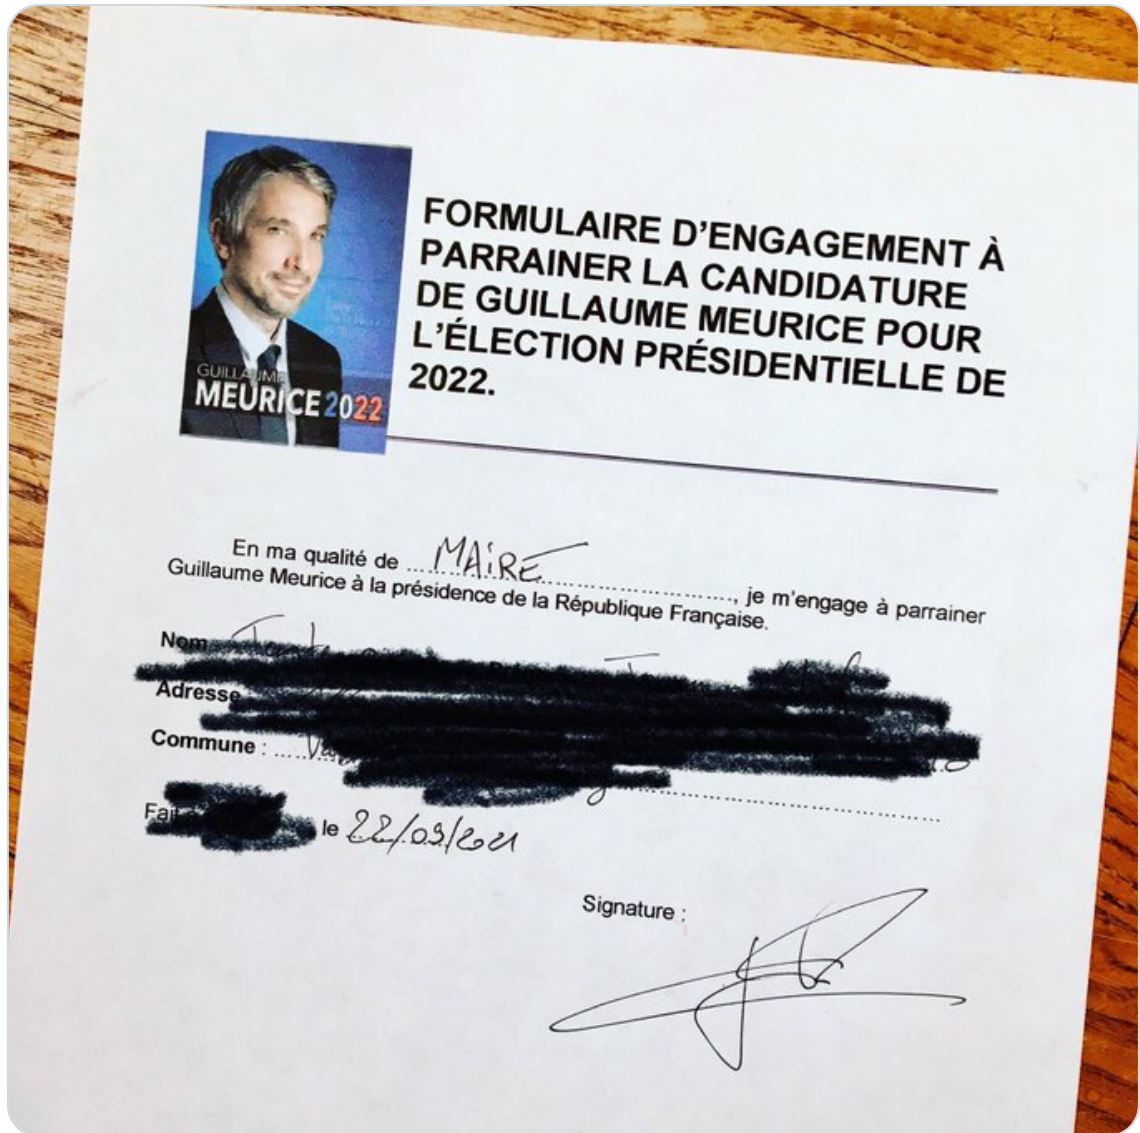 GUILLAUME
MEURICE 2022
FORMULAIRE D'ENGAGEMENT À
PARRAINER LA CANDIDATURE
DE GUILLAUME MEURICE POUR
L'ÉLECTION PRÉSIDENTIELLE DE
2022.
En ma qualité de ... MAIRE ..............................., je m'engage à parrainer
Guillaume Meurice à la présidence de la République Française.
Nom
Adresse
Commune : ....
le 22/09/2021
Signature :